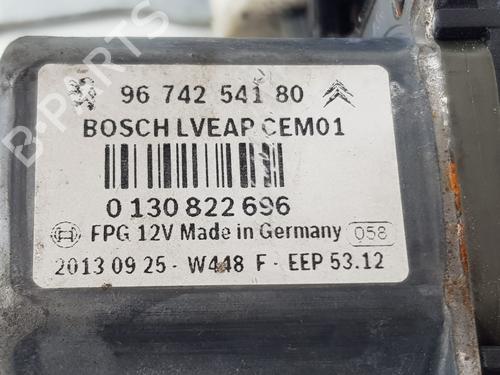 96 742 541 80
BOSCH LVEAP CEM01
0 130 822 696
FPG 12V Made in Germany 058
2013 09 25 - W448 F - EEP 53.12